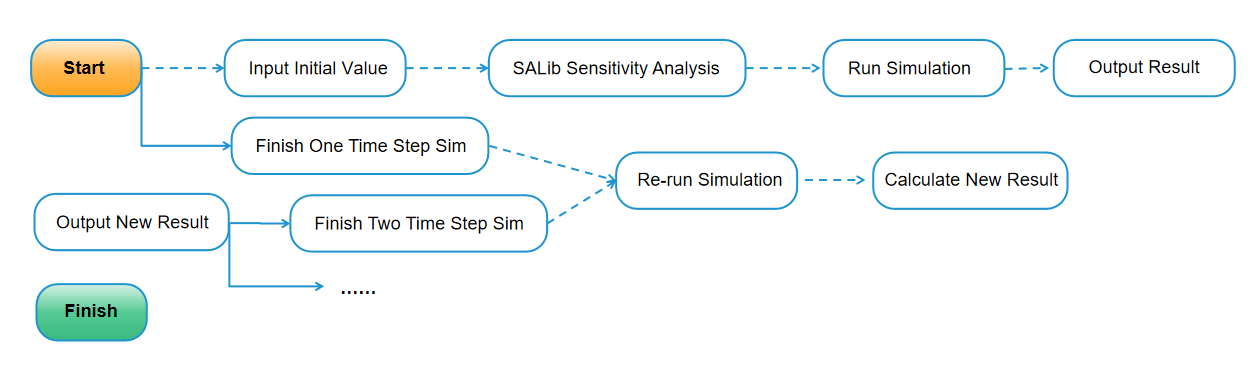 Start
Input Initial Value
SALib Sensitivity Analysis
Run Simulation
Output Result
Finish One Time Step Sim
Re-run Simulation
Calculate New Result
Output New Result
Finish Two Time Step Sim
......
Finish